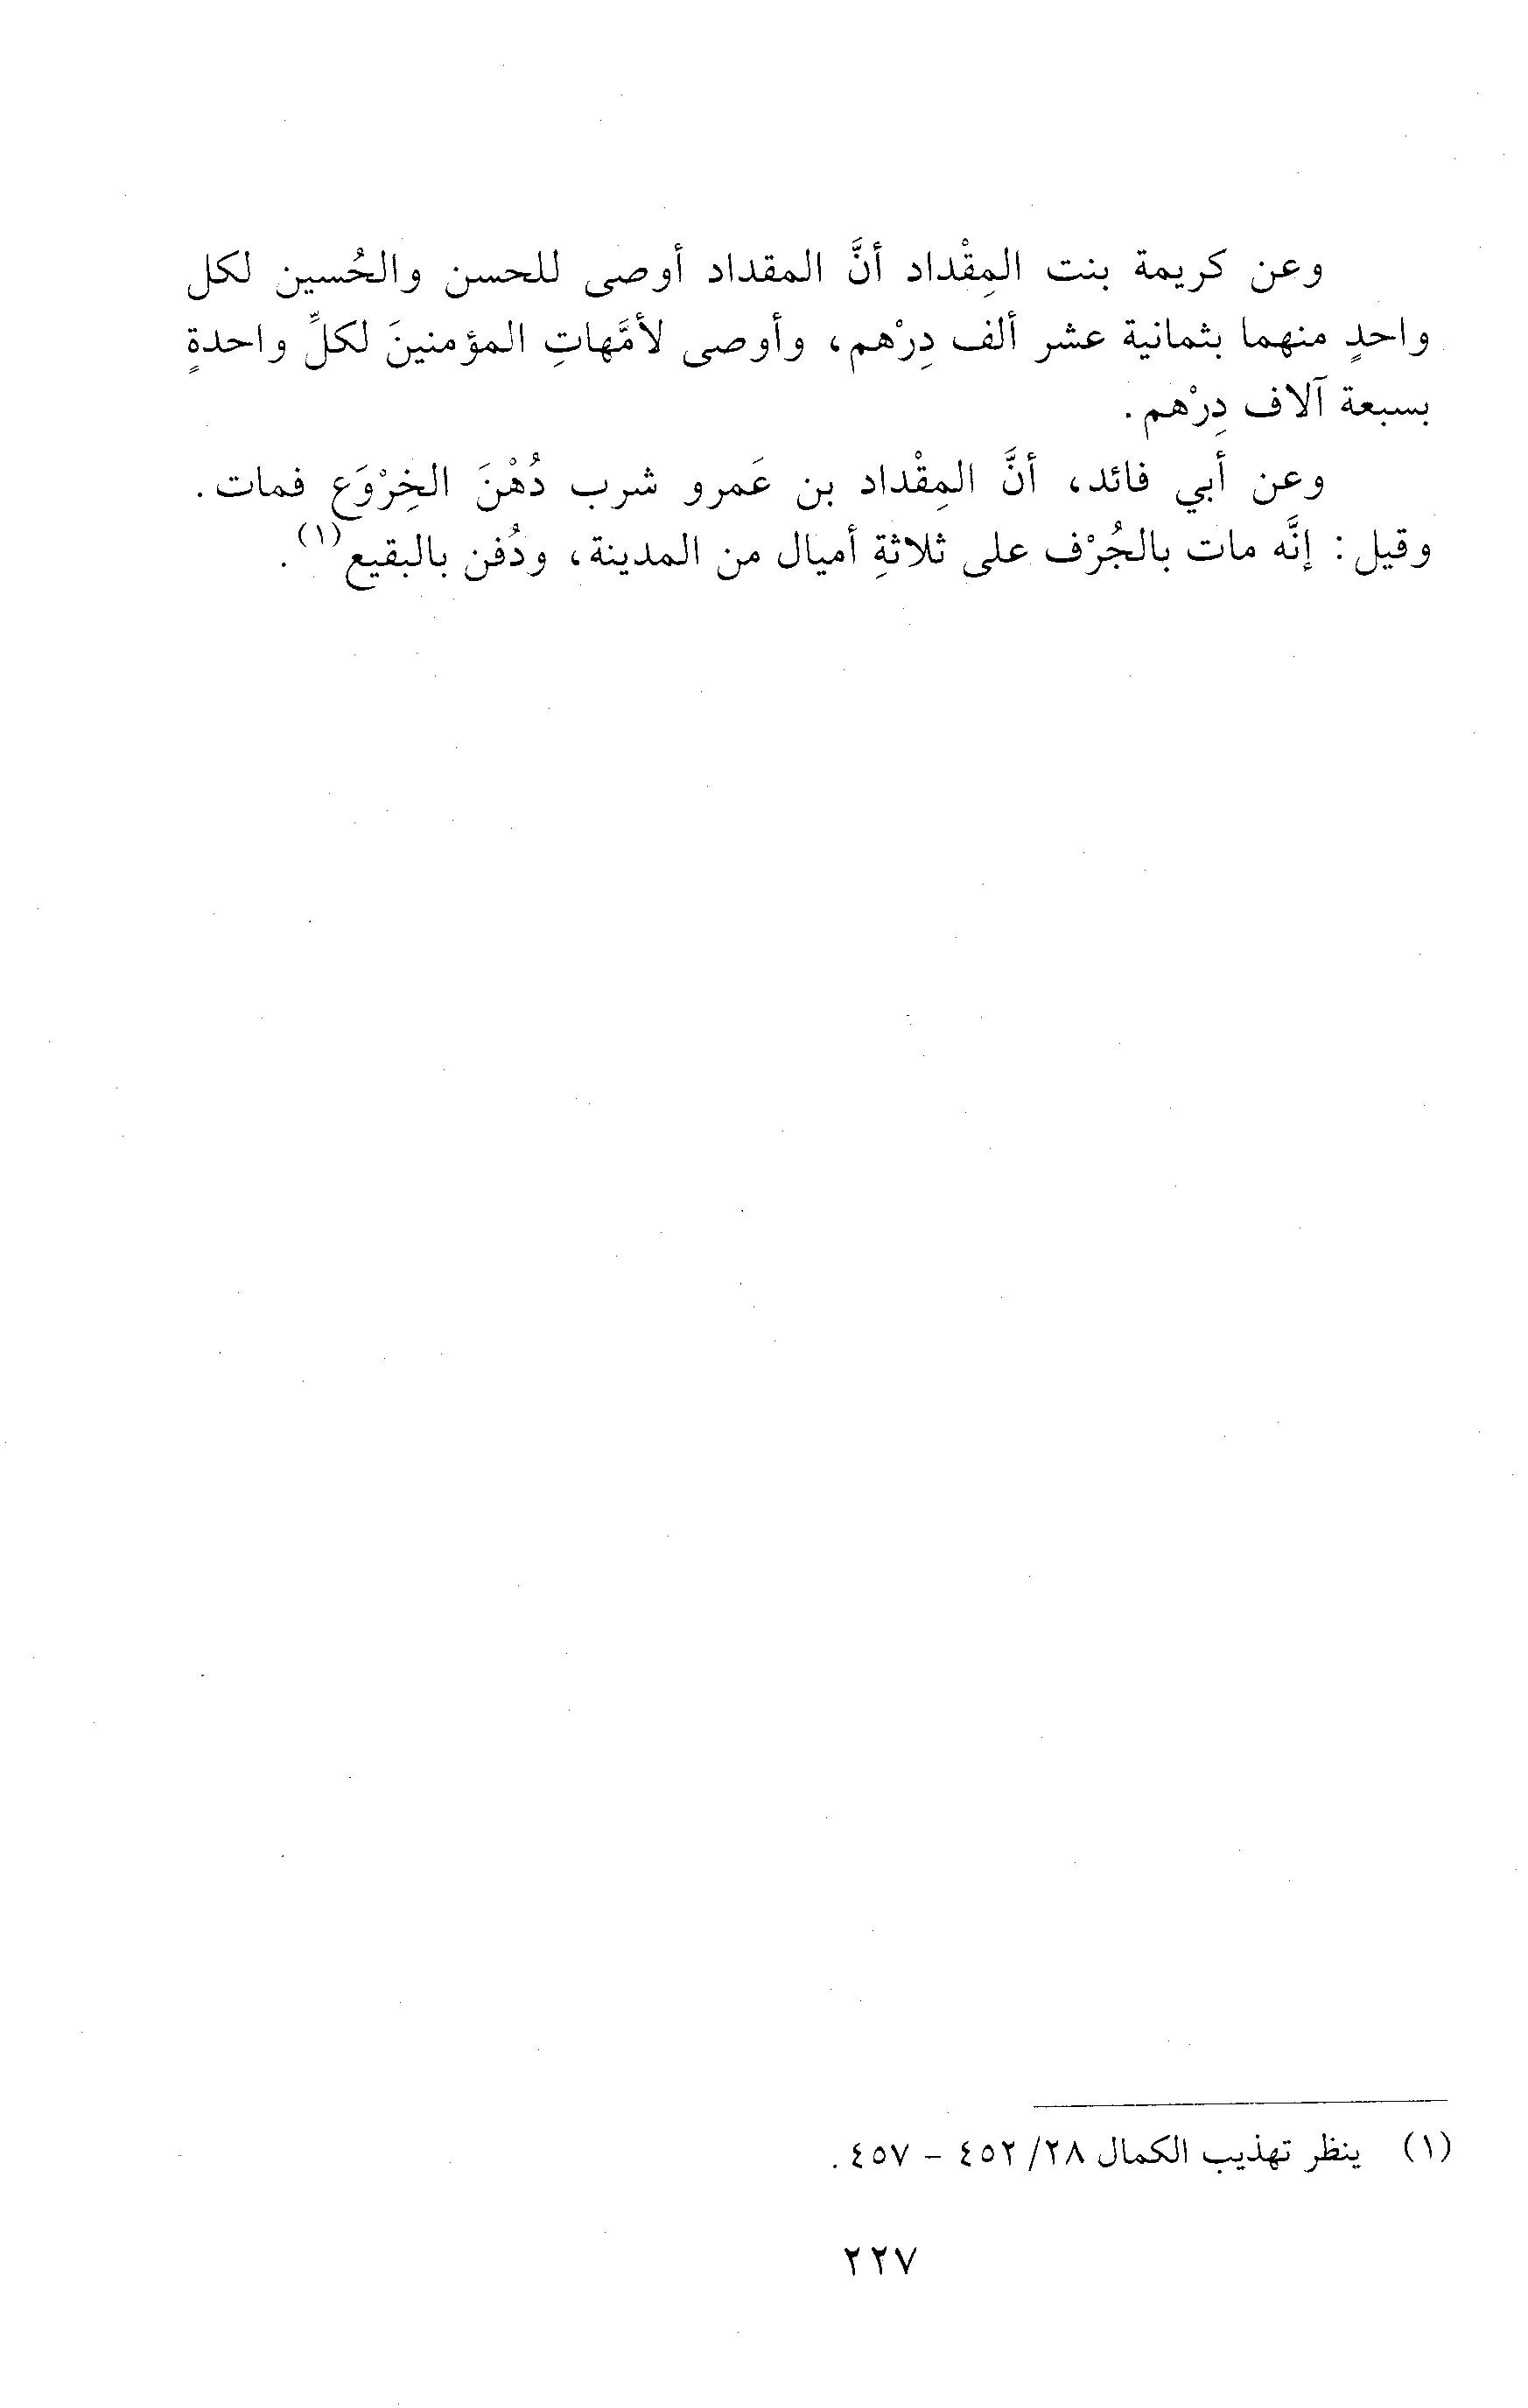 وعن كريمة بنت المِقْداد أنَّ المقداد أوصى للحسن والحُسين لكل
واحدٍ منهما بثمانية عشر ألف دِرْهم، وأوصى لأمَّهاتِ المؤمنينَ لكلِّ واحدةٍ
بسبعة آلاف دِرْهم.
وعن أبي فائد، أنَّ المِقْداد بن عَمرو شرب دُهْنَ الخِرْوَع فمات.
وقيل: إنَّه مات بالجُرْف على ثلاثةِ أميال من المدينة، ودُفن بالبقيع(١).
(١) ينظر تهذيب الكمال ٢٨/ ٤٥٢ - ٤٥٧.
٢٢٧